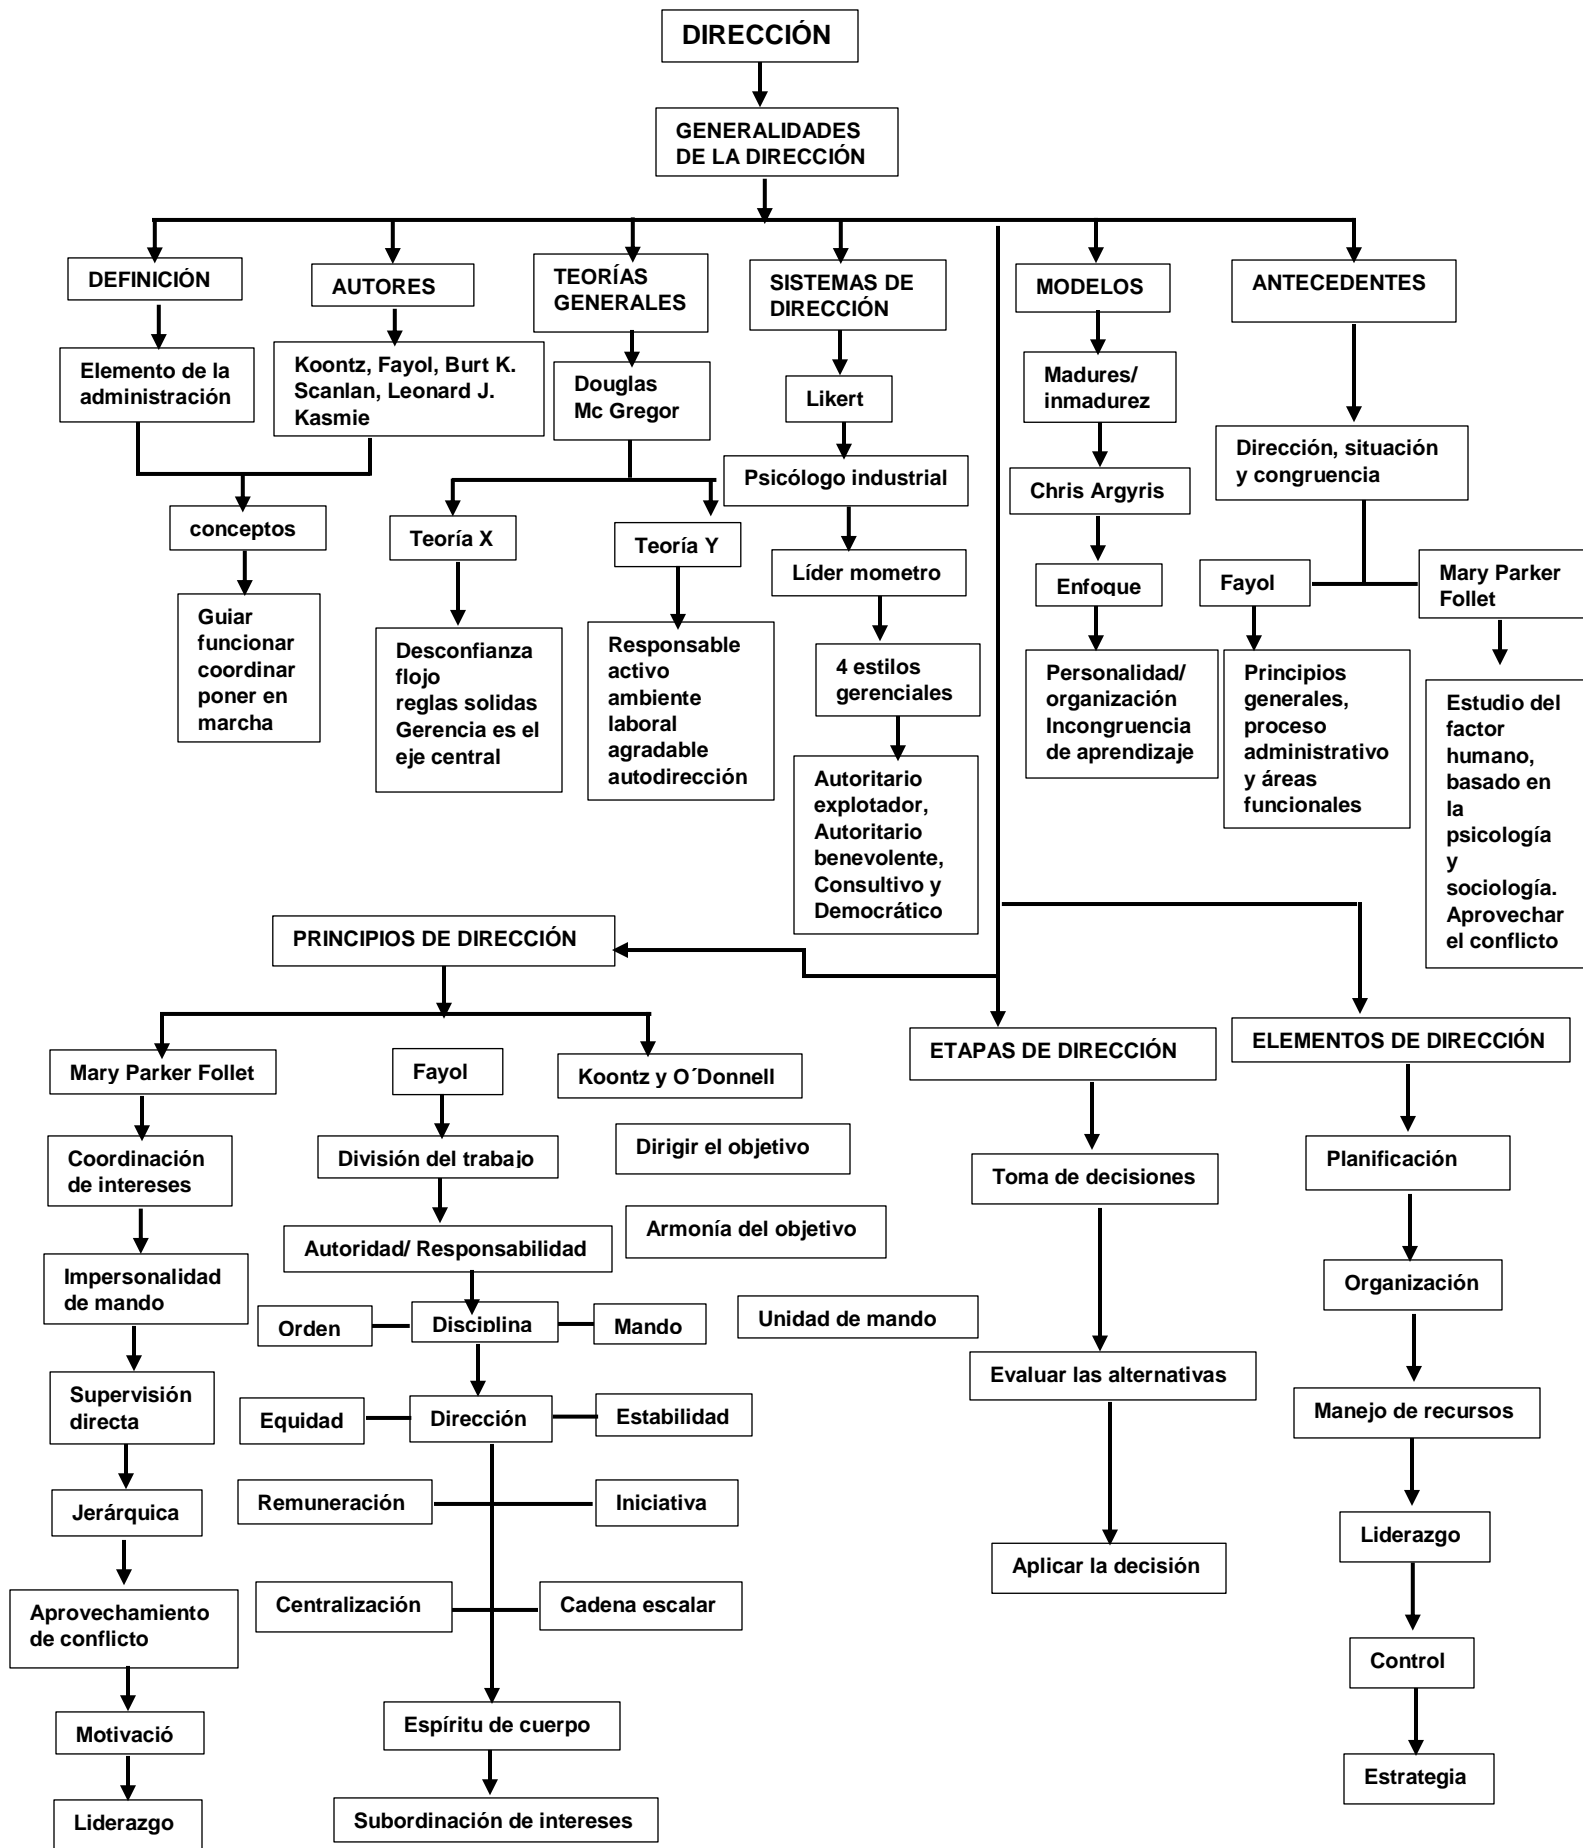 DIRECCIÓN
GENERALIDADES
DE LA DIRECCIÓN
DEFINICIÓN
AUTORES
TEORÍAS
GENERALES
SISTEMAS DE
DIRECCIÓN
MODELOS
ANTECEDENTES
Elemento de la
administración
Koontz, Fayol, Burt K.
Scanlan, Leonard J.
Kasmie
Douglas
Mc Gregor
Likert
Madures/
inmadurez
Dirección, situación
y congruencia
Psicólogo industrial
Chris Argyris
conceptos
Teoría X
Teoría Y
Líder mometro
Enfoque
Fayol
Mary Parker
Follet
Guiar
funcionar
coordinar
poner en
marcha
Desconfianza
flojo
reglas solidas
Gerencia es el
eje central
Responsable
activo
ambiente
laboral
agradable
autodirección
4 estilos
gerenciales
Personalidad/
organización
Incongruencia
de aprendizaje
Principios
generales,
proceso
administrativo
y áreas
funcionales
Estudio del
factor
humano,
basado en
la
psicología
y
sociología.
Aprovechar
el conflicto
Autoritario
explotador,
Autoritario
benevolente,
Consultivo y
Democrático
PRINCIPIOS DE DIRECCIÓN
ETAPAS DE DIRECCIÓN
ELEMENTOS DE DIRECCIÓN
Mary Parker Follet
Fayol
Koontz y O´Donnell
Coordinación
de intereses
División del trabajo
Dirigir el objetivo
Toma de decisiones
Planificación
Autoridad/ Responsabilidad
Armonía del objetivo
Impersonalidad
de mando
Organización
Orden
Disciplina
Mando
Unidad de mando
Evaluar las alternativas
Supervisión
directa
Equidad
Dirección
Estabilidad
Manejo de recursos
Jerárquica
Remuneración
Iniciativa
Liderazgo
Aplicar la decisión
Aprovechamiento
de conflicto
Centralización
Cadena escalar
Control
Motivació
Espíritu de cuerpo
Estrategia
Liderazgo
Subordinación de intereses